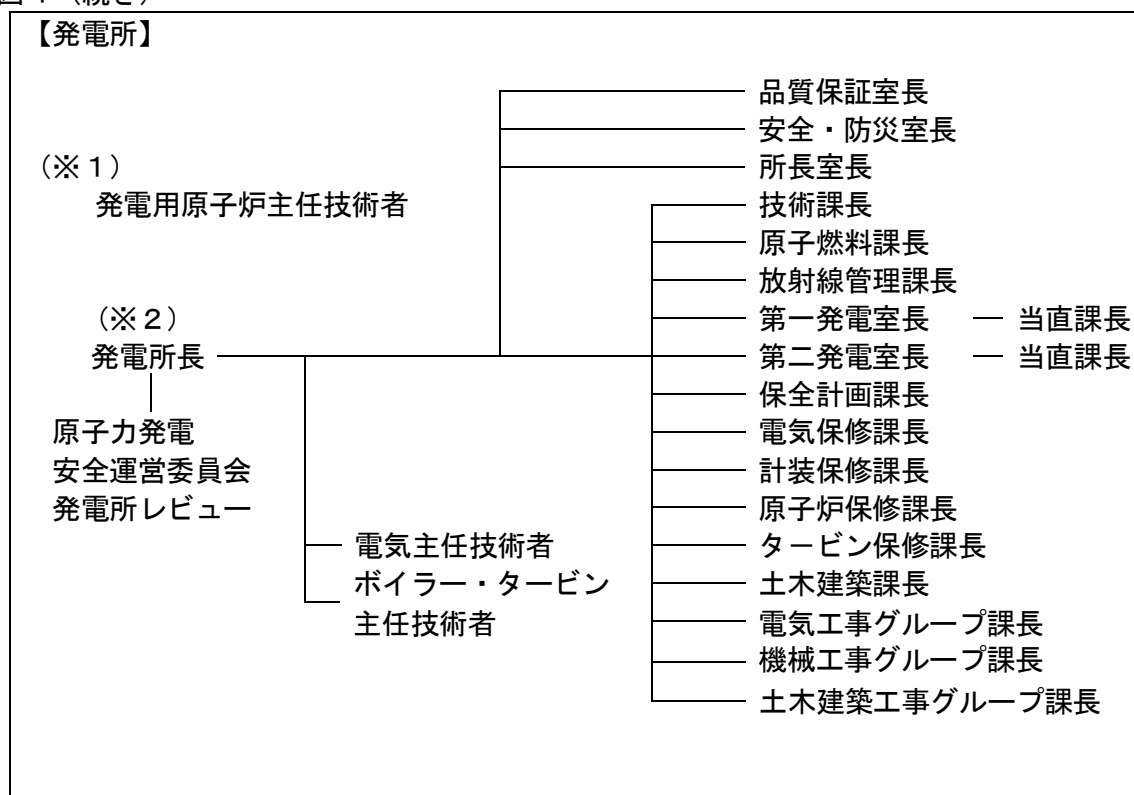 【発電所】
品質保証室長
安全・防災室長
(※1)
所長室長
発電用原子炉主任技術者
技術課長
原子燃料課長
放射線管理課長
(※2)
第一発電室長 当直課長
発電所長
第二発電室長 当直課長
保全計画課長
原子力発電
電気保修課長
安全運営委員会
計装保修課長
発電所レビュー
原子炉保修課長
電気主任技術者
タービン保修課長
ボイラー・タービン
主任技術者
土木建築課長
電気工事グループ課長
機械工事グループ課長
土木建築工事グループ課長